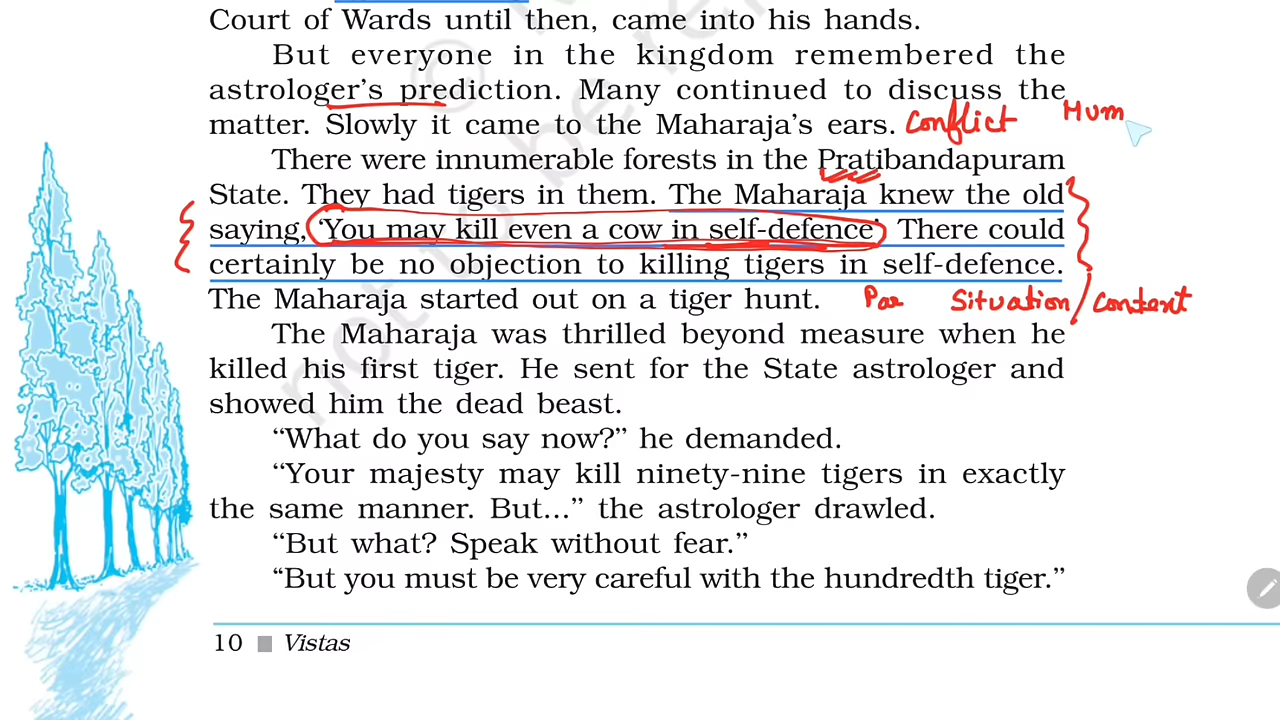 Court of Wards until then, came into his hands.
But everyone in the kingdom remembered the
astrologer's prediction. Many continued to discuss the
matter. Slowly it came to the Maharaja's ears. Conflict Hum
There were innumerable forests in the Pratibandapuram
State. They had tigers in them. The Maharaja knew the old
saying, 'You may kill even a cow in self-defence'. There could
certainly be no objection to killing tigers in self-defence.
The Maharaja started out on a tiger hunt. Situation / context
The Maharaja was thrilled beyond measure when he
killed his first tiger. He sent for the State astrologer and
showed him the dead beast.
“What do you say now?” he demanded.
“Your majesty may kill ninety-nine tigers in exactly
the same manner. But...” the astrologer drawled.
“But what? Speak without fear.”
“But you must be very careful with the hundredth tiger.”
10 ■ Vistas